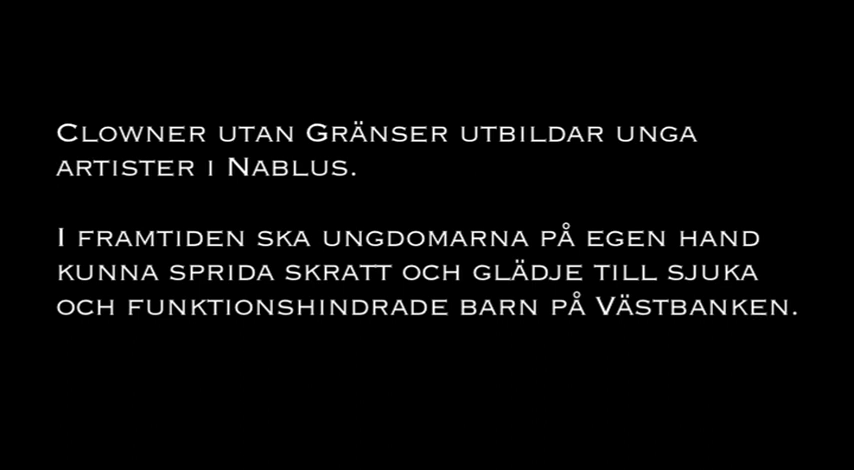 Clowner utan Gränser utbildar unga
artister i Nablus.
I framtiden ska ungdomarna på egen hand
kunna sprida skratt och glädje till sjuka
och funktionshindrade barn på Västbanken.